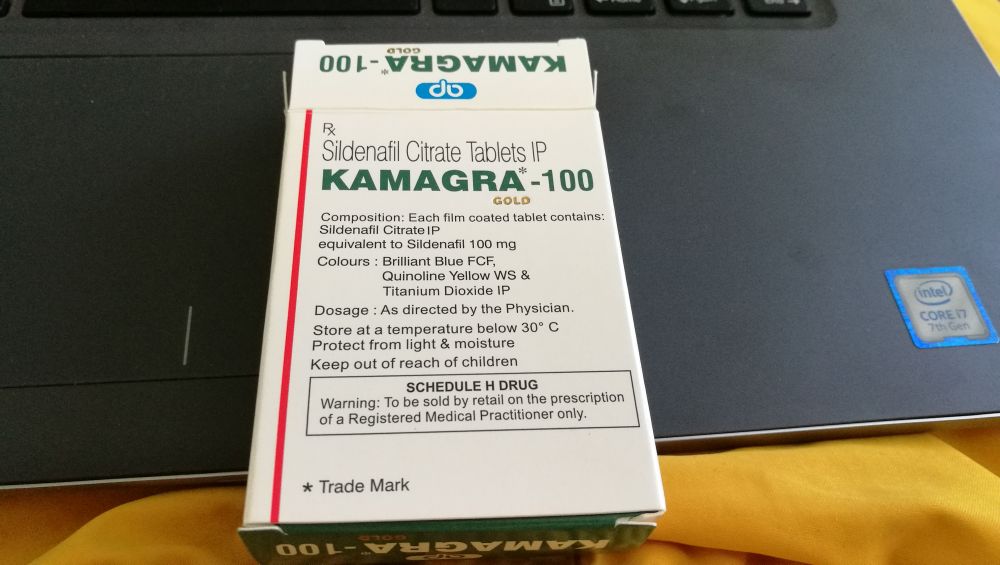 KAMAGRA*-100
GOLD
Rx
Sildenafil Citrate Tablets IP
KAMAGRA*-100
GOLD
Composition: Each film coated tablet contains:
Sildenafil Citrate IP
equivalent to Sildenafil 100 mg
Colours : Brilliant Blue FCF,
Quinoline Yellow WS &
Titanium Dioxide IP
Dosage : As directed by the Physician.
Store at a temperature below 30° C
Protect from light & moisture
Keep out of reach of children
SCHEDULE H DRUG
Warning: To be sold by retail on the prescription
of a Registered Medical Practitioner only.
* Trade Mark
KAMAGRA*-100
GOLD
intel
CORE i7
7th Gen